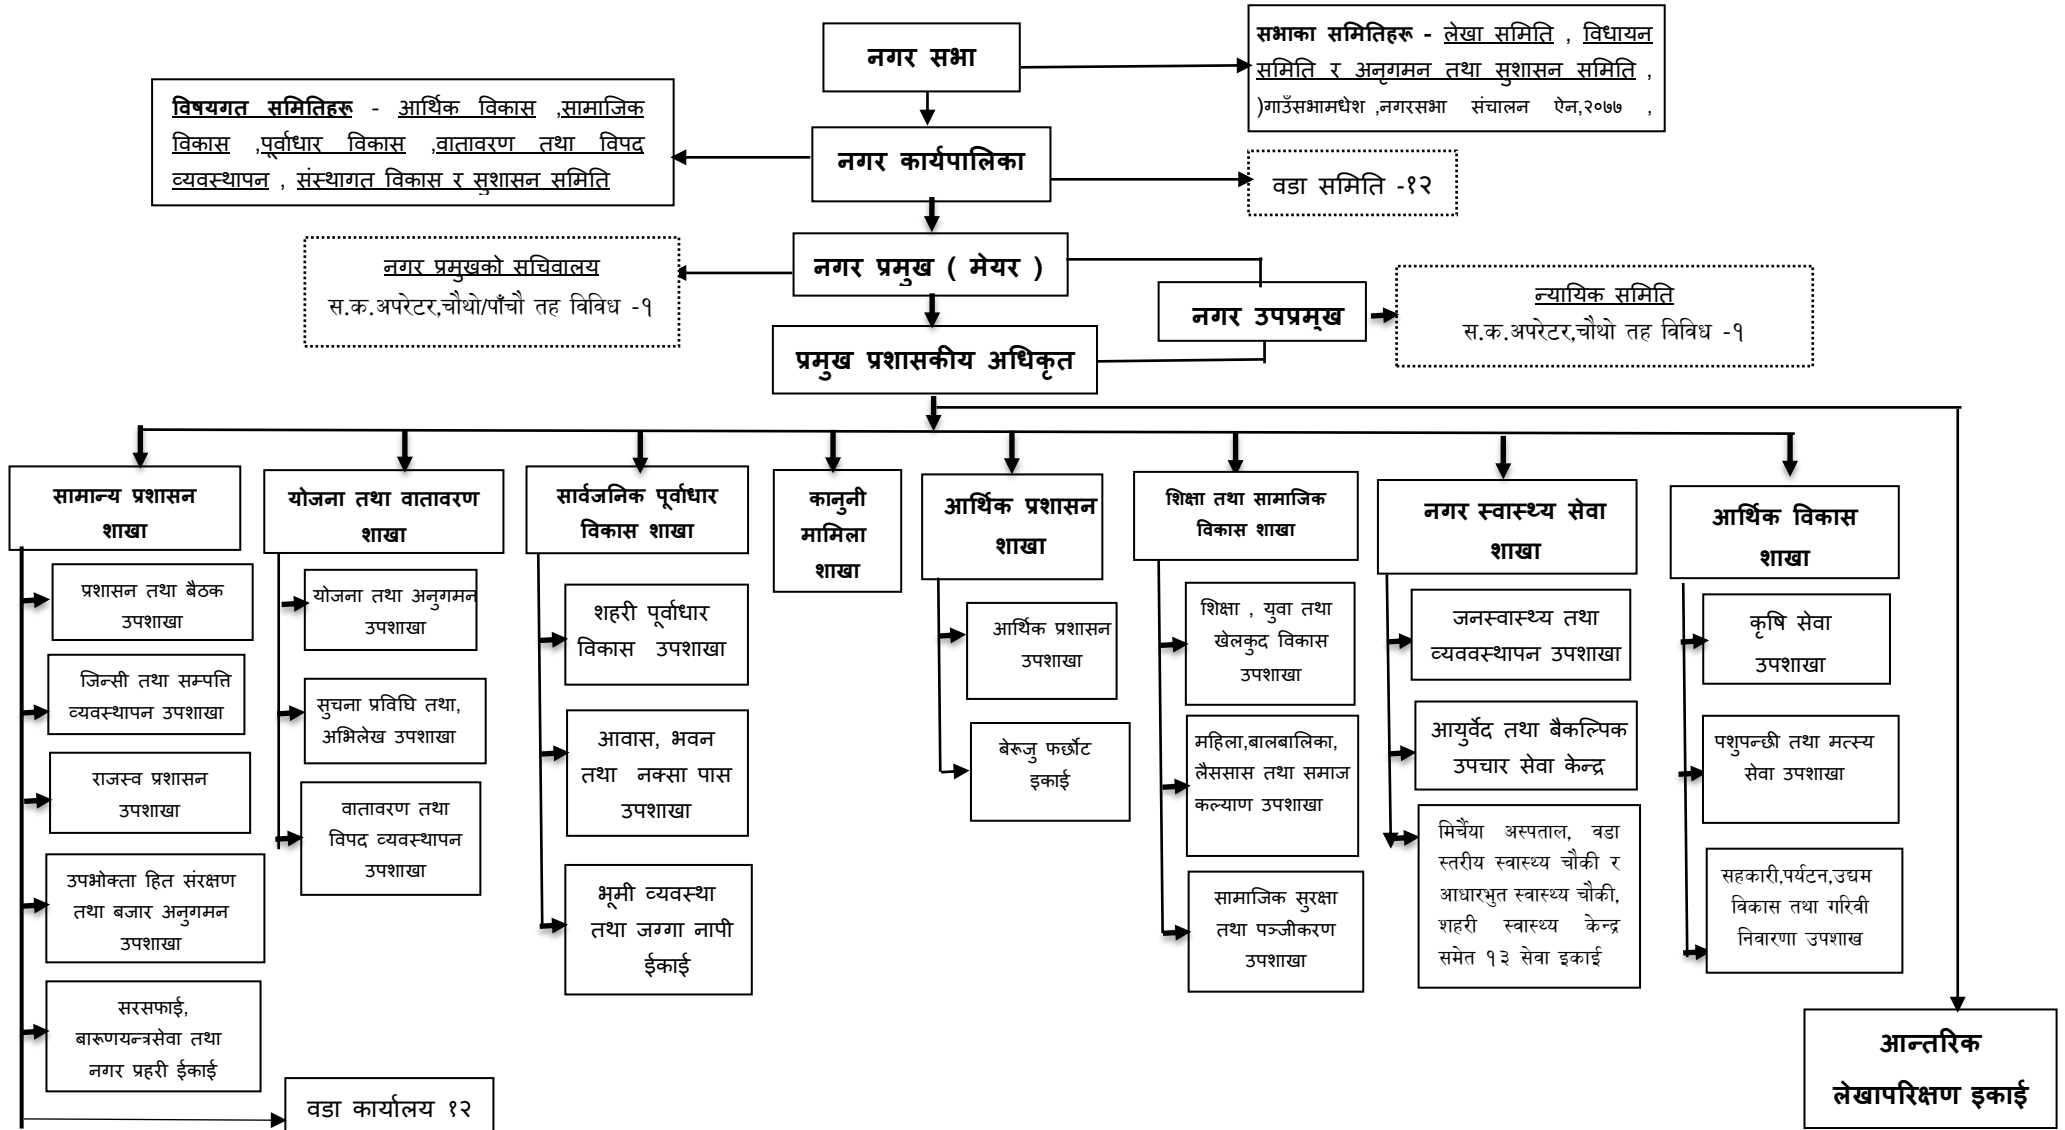 नगर सभा
सभाका समितिहरू - लेखा समिति , विधायन
समिति र अनुगमन तथा सुशासन समिति ,
)गाउँसभामधेश ,नगरसभा संचालन ऐन,२०७७ ,
विषयगत समितिहरू - आर्थिक विकास ,सामाजिक
विकास ,पूर्वाधार विकास ,वातावरण तथा विपद
व्यवस्थापन , संस्थागत विकास र सुशासन समिति
नगर कार्यपालिका
वडा समिति -१२
नगर प्रमुखको सचिवालय
स.क.अपरेटर,चौथो/पाँचौ तह विविध -१
नगर प्रमुख ( मेयर )
नगर उपप्रमुख
न्यायिक समिति
स.क.अपरेटर,चौथो तह विविध -१
प्रमुख प्रशासकीय अधिकृत
सामान्य प्रशासन
शाखा
प्रशासन तथा बैठक
उपशाखा
जिन्सी तथा सम्पत्ति
व्यवस्थापन उपशाखा
राजस्व प्रशासन
उपशाखा
उपभोक्ता हित संरक्षण
तथा बजार अनुगमन
उपशाखा
सरसफाई,
बारूणयन्त्रसेवा तथा
नगर प्रहरी ईकाई
वडा कार्यालय १२
योजना तथा वातावरण
शाखा
योजना तथा अनुगमन
उपशाखा
सुचना प्रविघि तथा,
अभिलेख उपशाखा
वातावरण तथा
विपद व्यवस्थापन
उपशाखा
सार्वजनिक पूर्वाधार
विकास शाखा
शहरी पूर्वाधार
विकास उपशाखा
आवास, भवन
तथा नक्सा पास
उपशाखा
भूमी व्यवस्था
तथा जग्गा नापी
ईकाई
कानुनी
मामिला
शाखा
आर्थिक प्रशासन
शाखा
आर्थिक प्रशासन
उपशाखा
बेरूजु फर्छोट
इकाई
शिक्षा तथा सामाजिक
विकास शाखा
शिक्षा , युवा तथा
खेलकुद विकास
उपशाखा
महिला,बालबालिका,
लैससास तथा समाज
कल्याण उपशाखा
सामाजिक सुरक्षा
तथा पञ्जीकरण
उपशाखा
नगर स्वास्थ्य सेवा
शाखा
जनस्वास्थ्य तथा
व्यववस्थापन उपशाखा
आयुर्वेद तथा बैकल्पिक
उपचार सेवा केन्द्र
मिर्चैया अस्पताल, वडा
स्तरीय स्वास्थ्य चौकी र
आधारभुत स्वास्थ्य चौकी,
शहरी स्वास्थ्य केन्द्र
समेत १३ सेवा इकाई
आर्थिक विकास
शाखा
कृषि सेवा
उपशाखा
पशुपन्छी तथा मत्स्य
सेवा उपशाखा
सहकारी,पर्यटन,उद्यम
विकास तथा गरिवी
निवारणा उपशाख
आन्तरिक
लेखापरिक्षण इकाई